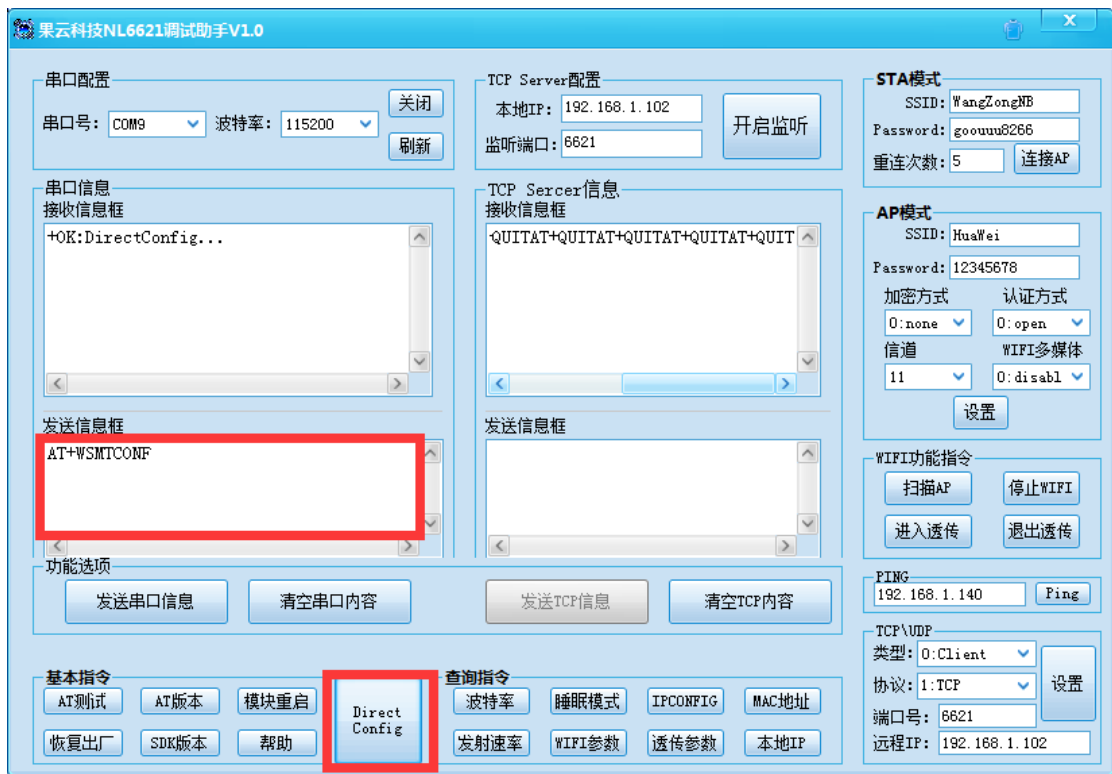 果云科技NL6621调试助手V1.0
X
串口配置
串口号: COM9 波特率: 115200
关闭
刷新
TCP Server配置
本地IP: 192.168.1.102
监听端口: 6621
开启监听
STA模式
SSID: WangZongNB
Password: goouuu8266
重连次数: 5 连接AP
串口信息
接收信息框
+OK:DirectConfig...
TCP Sercer信息
接收信息框
QUITAT+QUITAT+QUITAT+QUITAT+QUIT
AP模式
SSID: HuaWei
Password: 12345678
加密方式 认证方式
0:none 0:open
信道 WIFI多媒体
11 0:disabl
设置
发送信息框
AT+WSMTCONF
发送信息框
WIFI功能指令
扫描AP 停止WIFI
进入透传 退出透传
功能选项
发送串口信息 清空串口内容 发送TCP信息 清空TCP内容
PING
192.168.1.140 Ping
TCP\UDP
类型: 0:Client
协议: 1:TCP
设置
端口号: 6621
远程IP: 192.168.1.102
基本指令
AT测试 AT版本 模块重启
恢复出厂 SDK版本 帮助
Direct
Config
查询指令
波特率 睡眠模式 IPCONFIG MAC地址
发射速率 WIFI参数 透传参数 本地IP